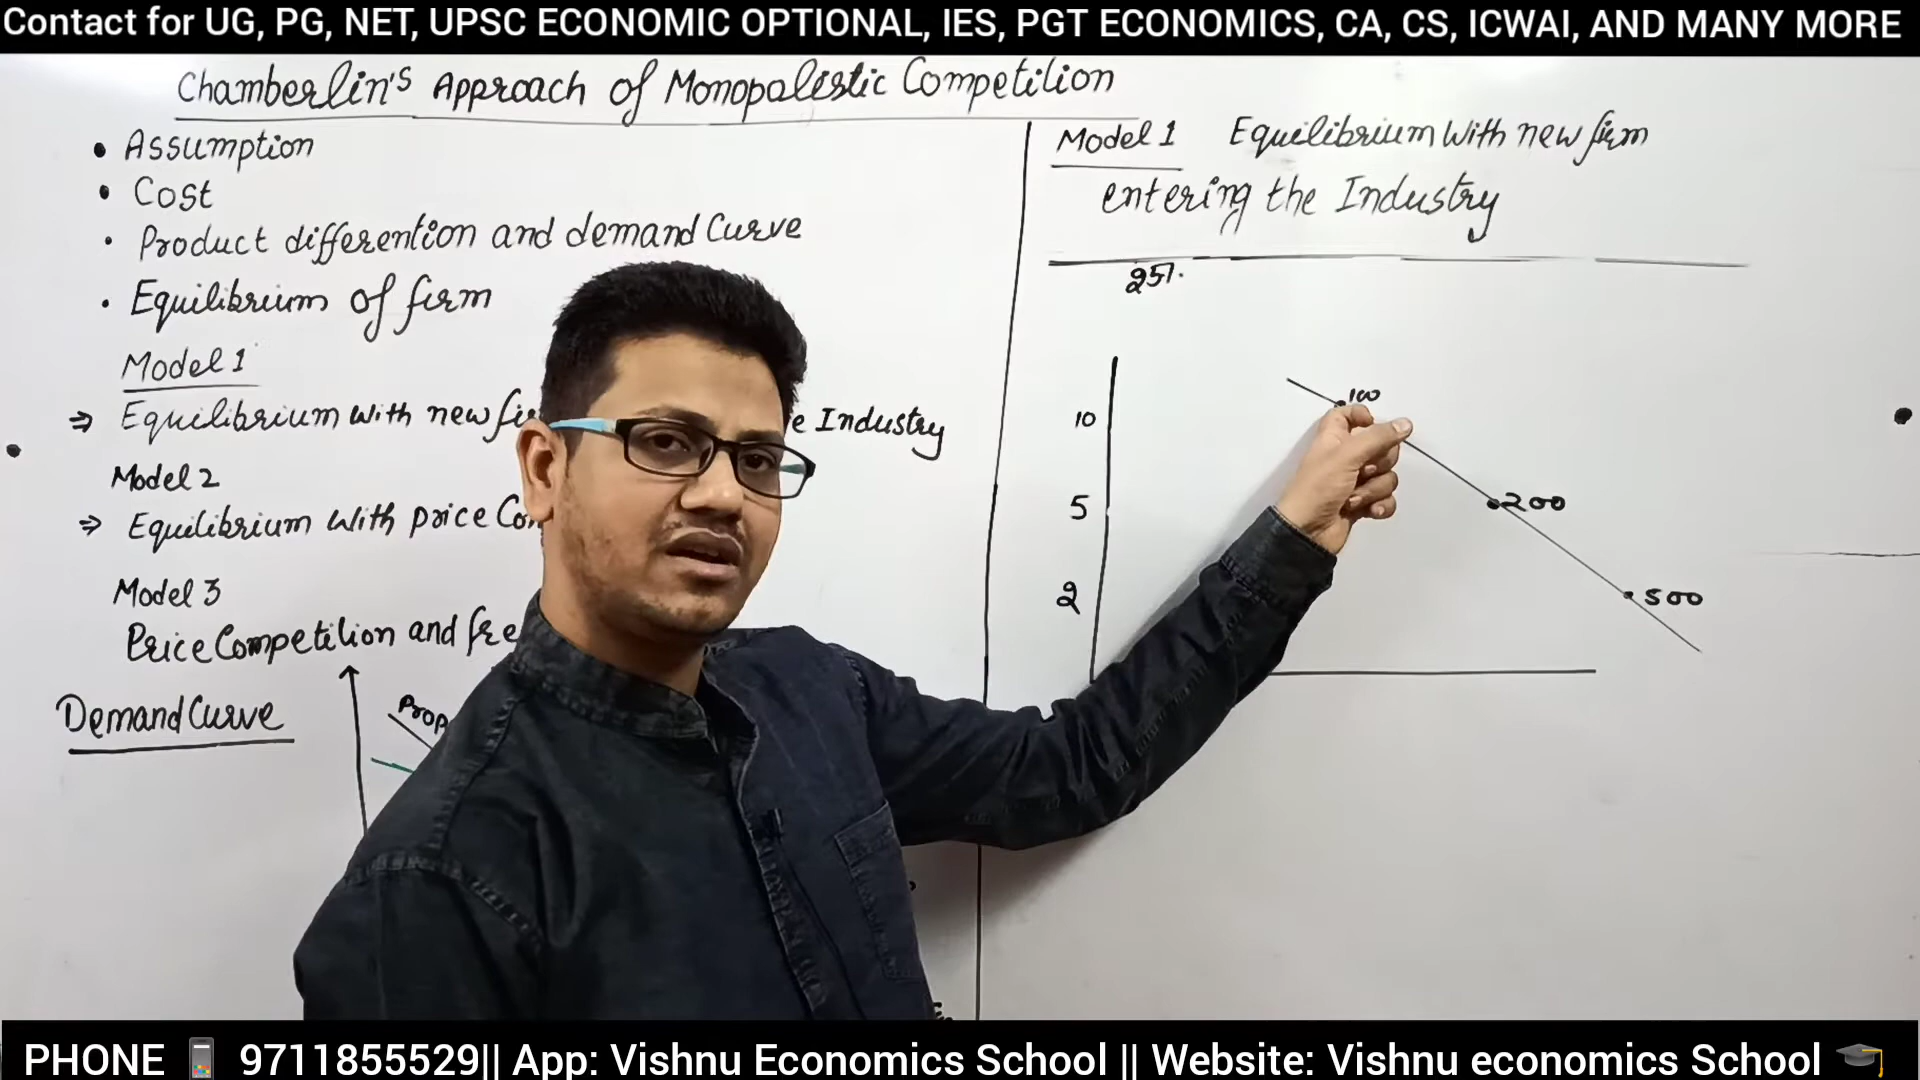 Contact for UG, PG, NET, UPSC ECONOMIC OPTIONAL, IES, PGT ECONOMICS, CA, CS, ICWAI, AND MANY MORE
Chamberlin's Approach of Monopalistic Competition
• Assumption
• Cost
• Product differention and demand Curve
• Equilibrium of firm
Model 1
⇒ Equilibrium with new Industry
Model 2
⇒ Equilibrium with price
Model 3
Price Competition and
Demand Curve
Model 1 Equilibrium With new firm
entering the Industry
10
5
2
100
200
500
PHONE 9711855529|| App: Vishnu Economics School || Website: Vishnu economics School